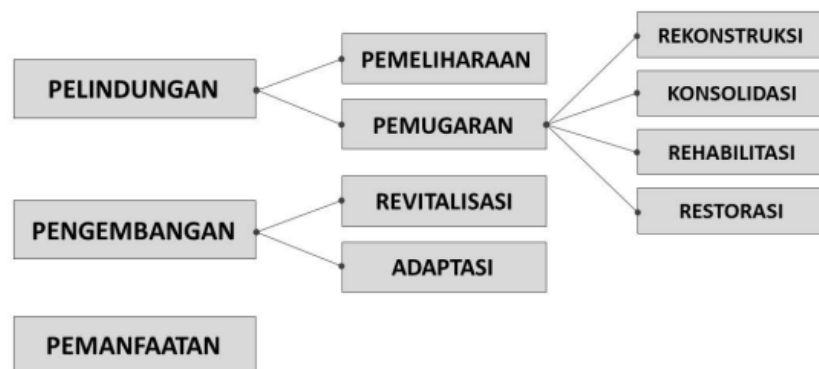 PELINDUNGAN
PEMELIHARAAN
PEMUGARAN
REKONSTRUKSI
KONSOLIDASI
REHABILITASI
RESTORASI
PENGEMBANGAN
REVITALISASI
ADAPTASI
PEMANFAATAN